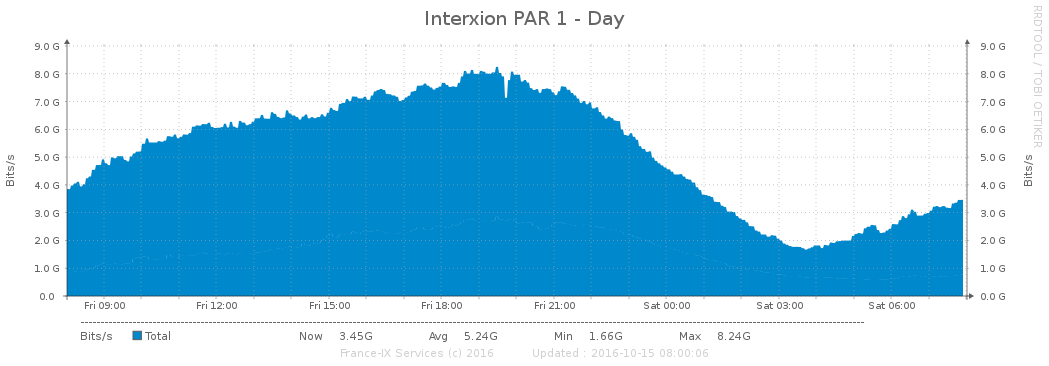 Interxion PAR 1 - Day
RRDTOOL / TOBI OETIKER
Bits/s
9.0 G 9.0 G
8.0 G 8.0 G
7.0 G 7.0 G
6.0 G 6.0 G
5.0 G 5.0 G
4.0 G 4.0 G
3.0 G 3.0 G
2.0 G 2.0 G
1.0 G 1.0 G
0.0 0.0 G
Bits/s
Fri 09:00 Fri 12:00 Fri 15:00 Fri 18:00 Fri 21:00 Sat 00:00 Sat 03:00 Sat 06:00
Bits/s Total Now 3.45G Avg 5.24G Min 1.66G Max 8.24G
France-IX Services (c) 2016 Updated : 2016-10-15 08:00:06